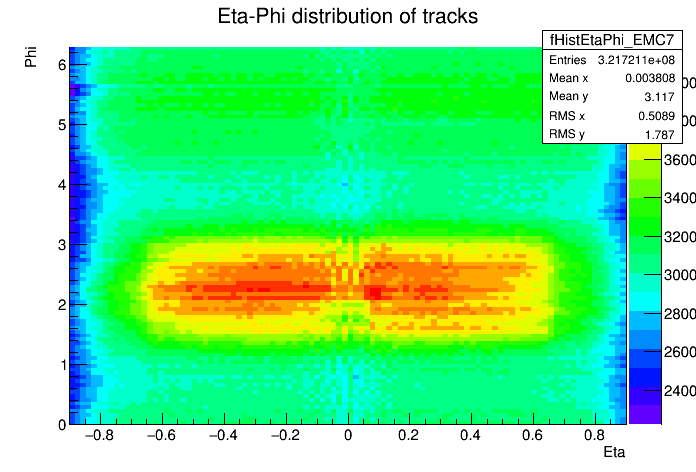 Eta-Phi distribution of tracks
fHistEtaPhi_EMC7
Entries 3.217211e+08
Mean x 0.003808
Mean y 3.117
RMS x 0.5089
RMS y 1.787
Phi
6
5
4
3
2
1
0
−0.8 −0.6 −0.4 −0.2 0 0.2 0.4 0.6 0.8
Eta
3400
3200
3000
2800
2600
2400